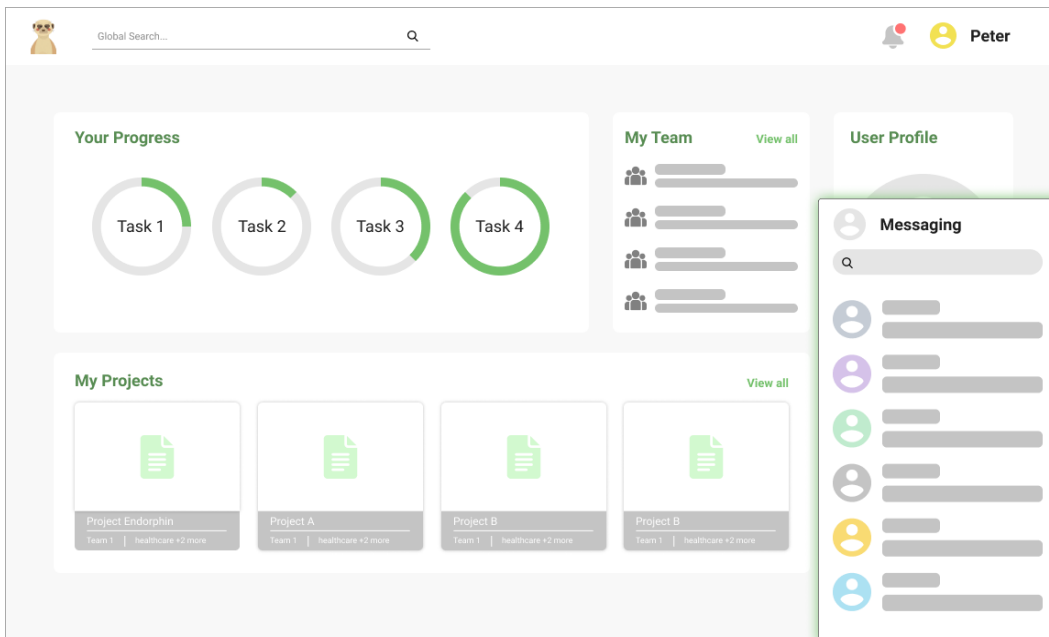 Global Search...
Peter
Your Progress
Task 1
Task 2
Task 3
Task 4
My Team
View all
User Profile
Messaging
My Projects
View all
Project Endorphin
Team 1 | healthcare +2 more
Project A
Team 1 | healthcare +2 more
Project B
Team 1 | healthcare +2 more
Project B
Team 1 | healthcare +2 more